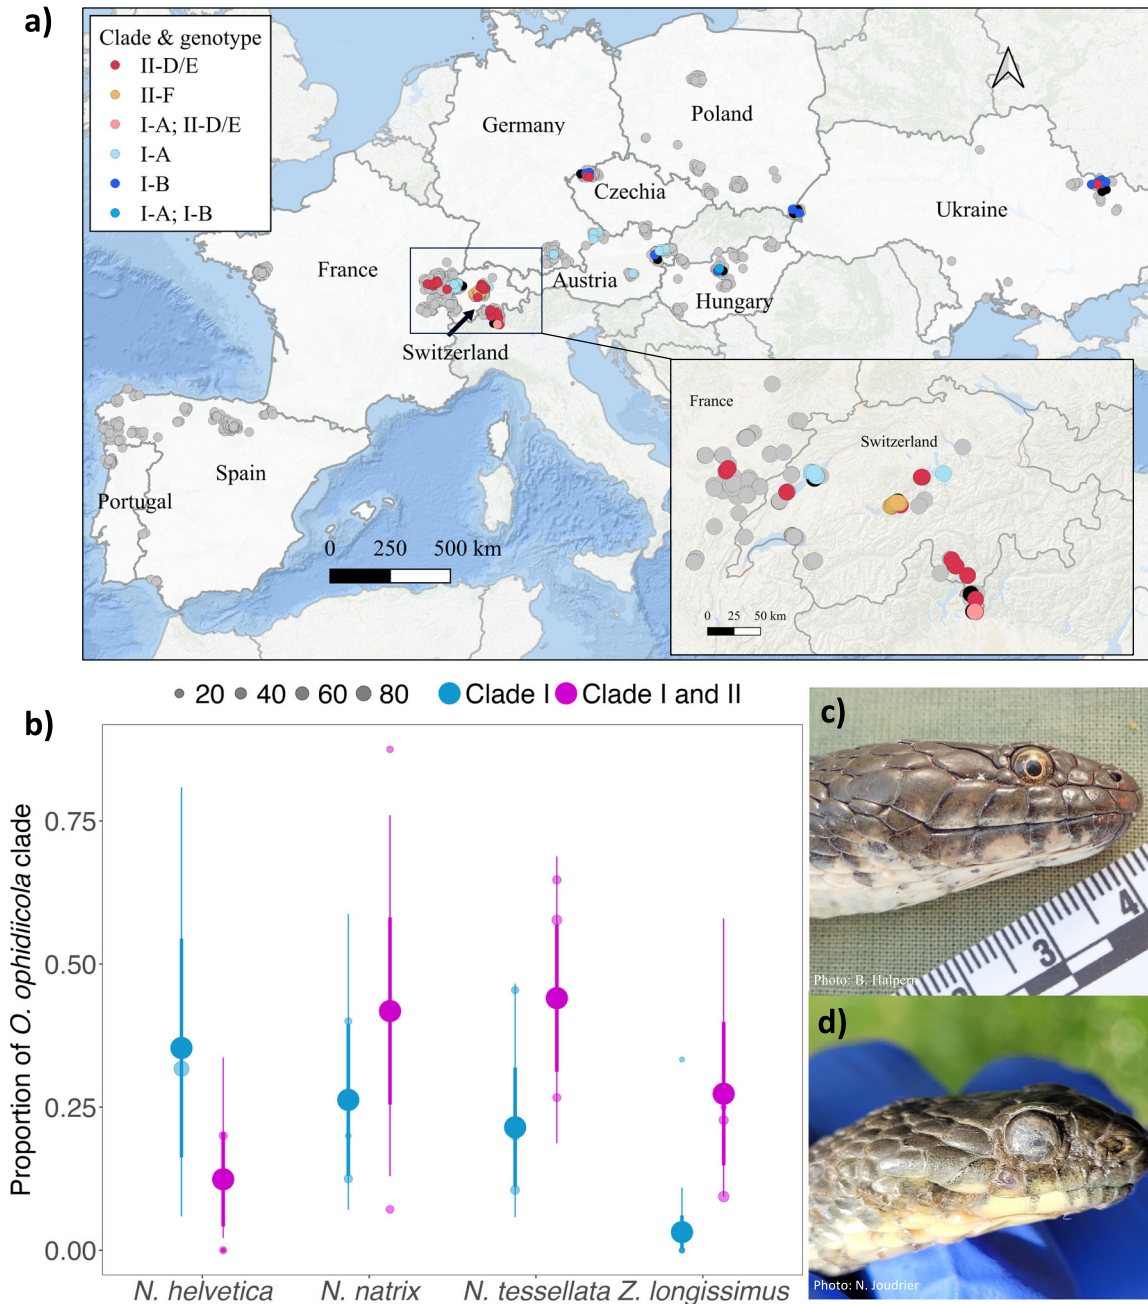 a)
Clade & genotype
II-D/E
II-F
I-A; II-D/E
I-A
I-B
I-A; I-B
Poland
Germany
Czechia
Ukraine
France
Austria
Hungary
Switzerland
Spain
Portugal
0 250 500 km
France
Switzerland
0 25 50 km
20 40 60 80 Clade I Clade I and II
b)
Proportion of O. ophidiicola clade
0.75
0.50
0.25
0.00
N. helvetica N. natrix N. tessellata Z. longissimus
c)
3 4
Photo: B. Halpern
d)
Photo: N. Joudrier